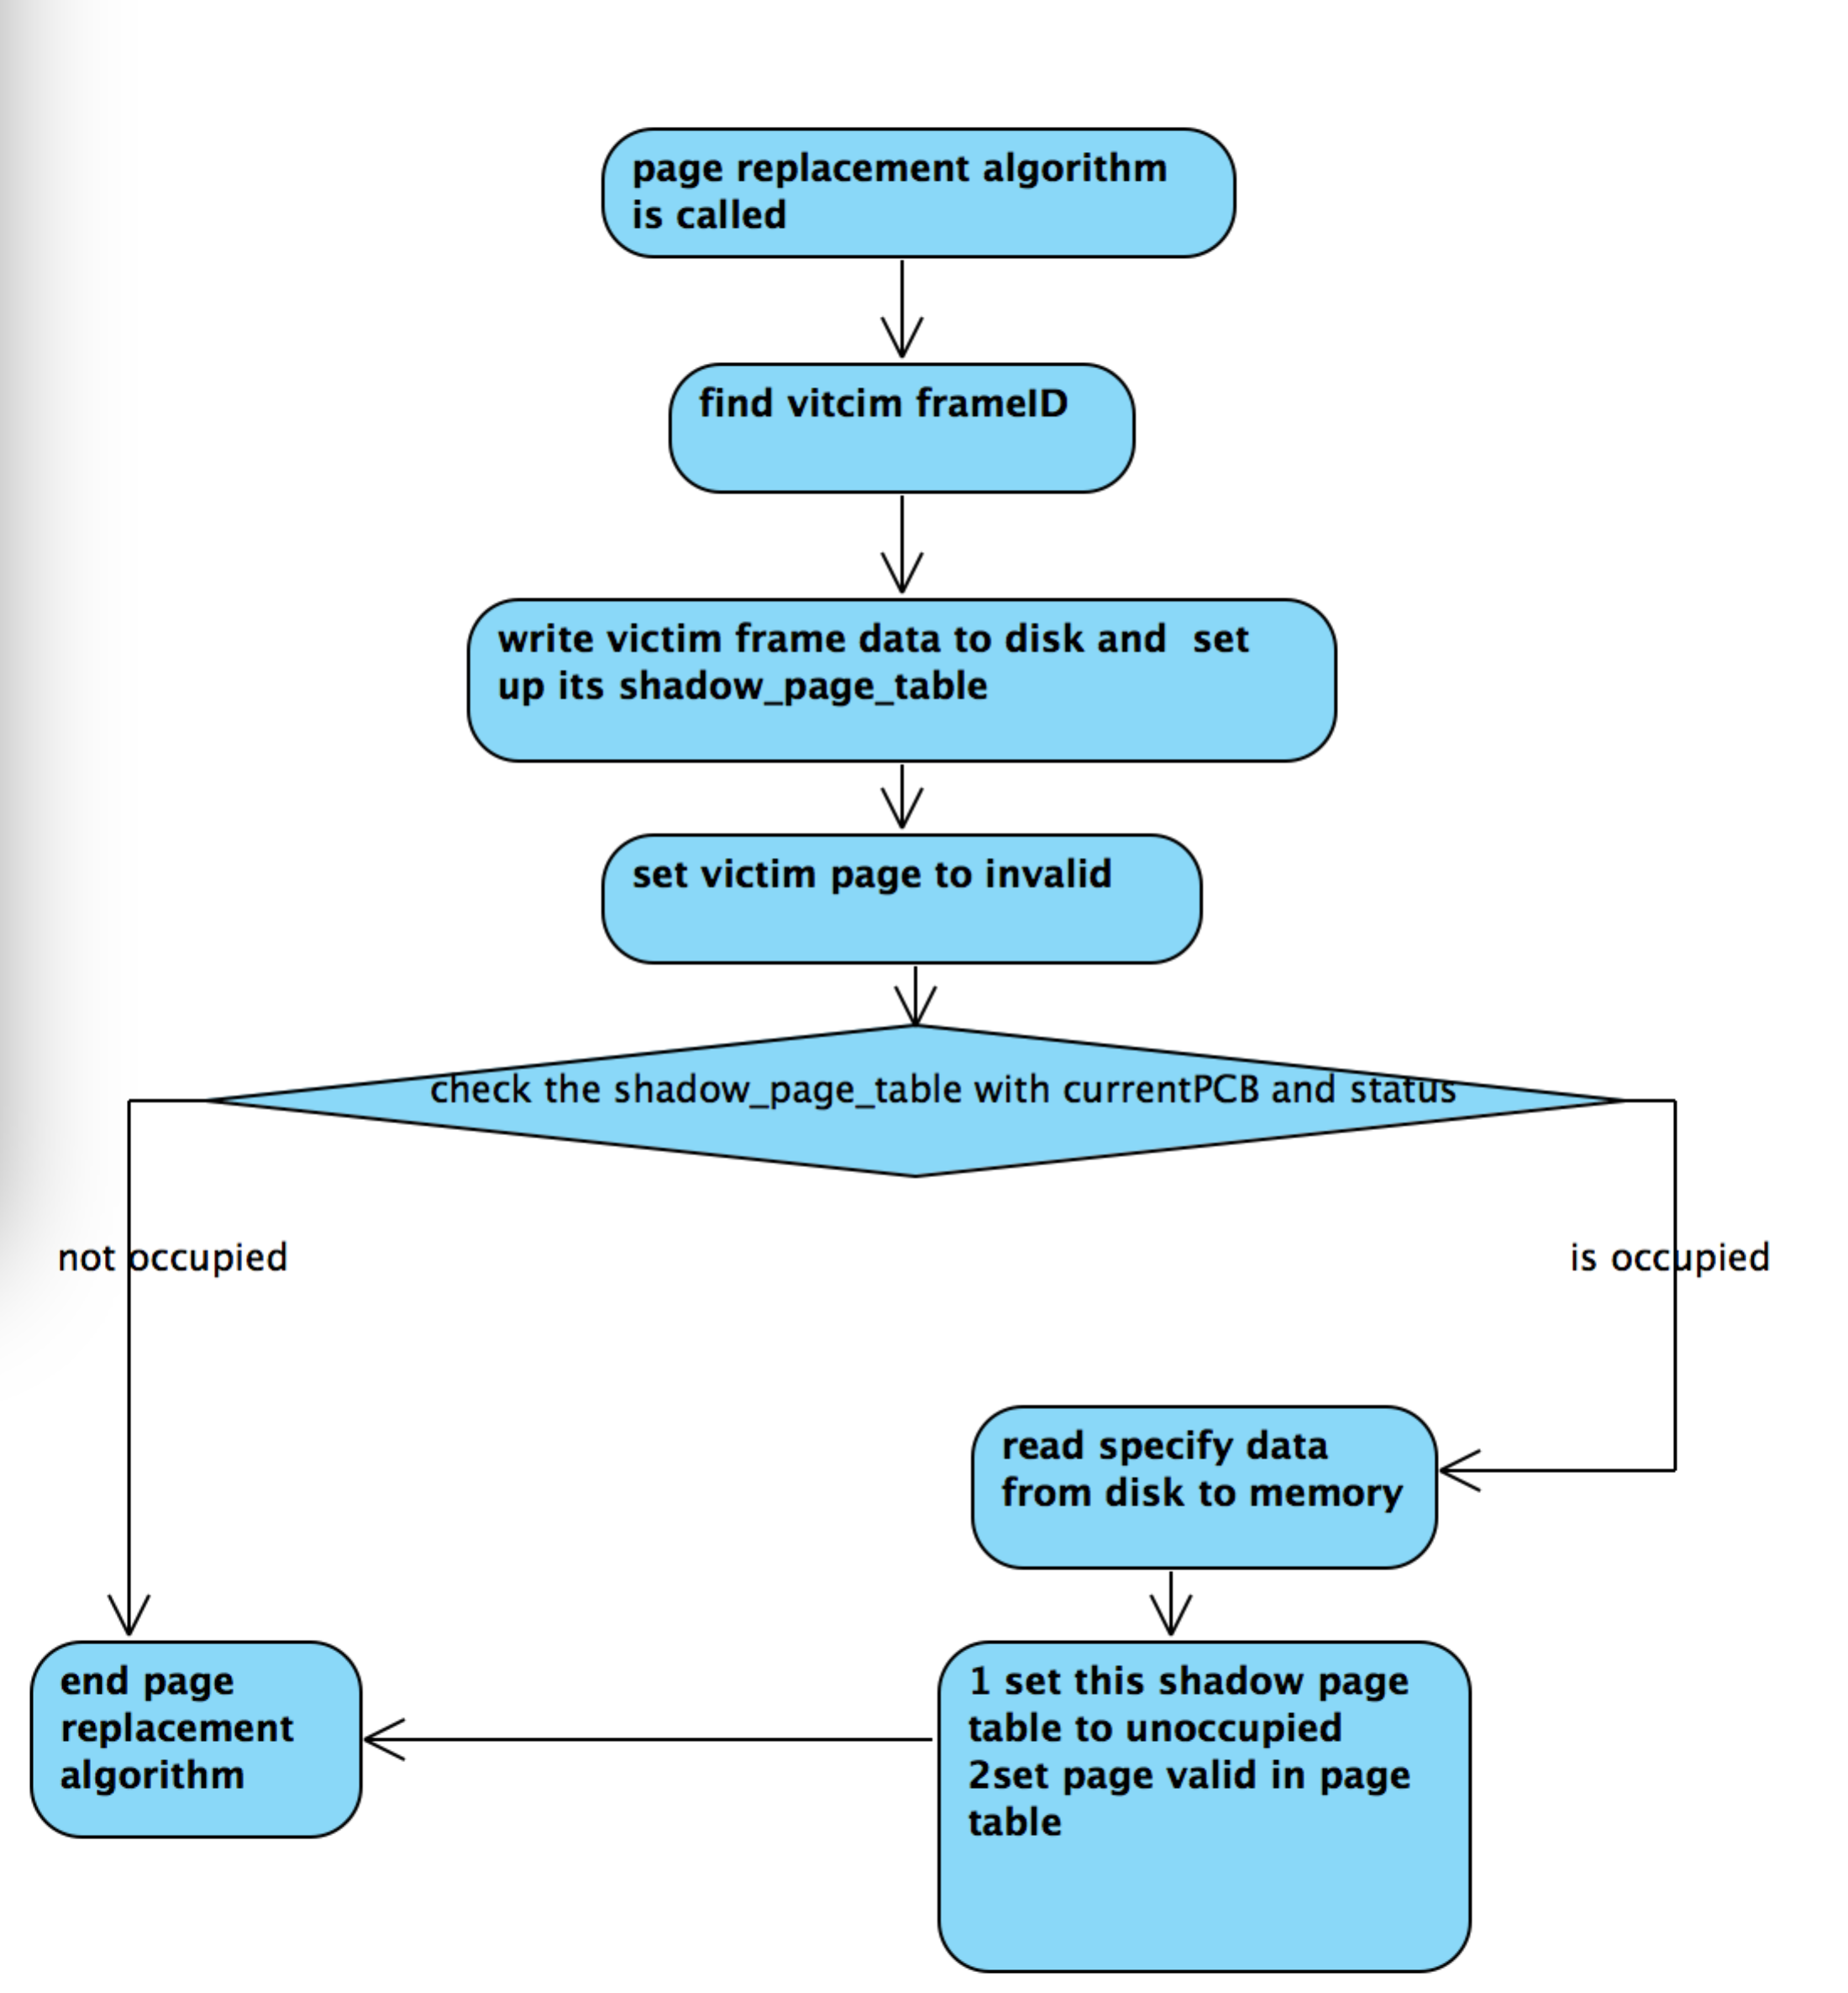 page replacement algorithm
is called
find vitcim frameID
write victim frame data to disk and  set
up its shadow_page_table
set victim page to invalid
check the shadow_page_table with currentPCB and status
not occupied
is occupied
read specify data
from disk to memory
end page
replacement
algorithm
1 set this shadow page
table to unoccupied
2set page valid in page
table